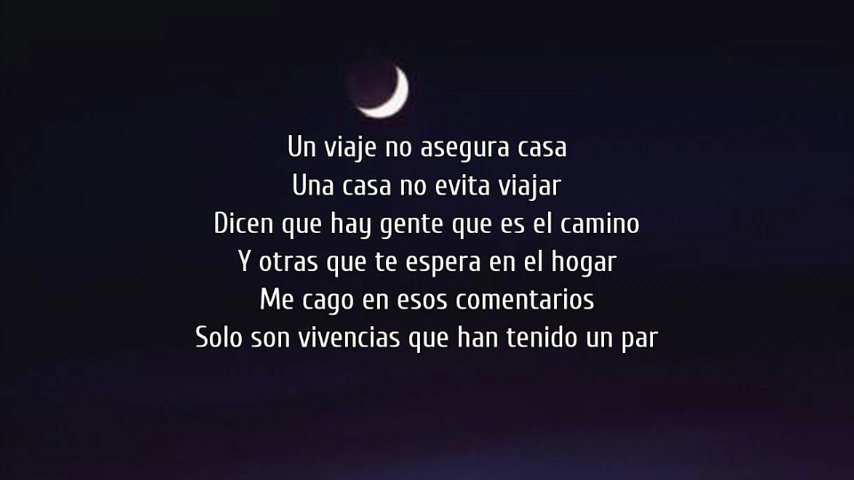 Un viaje no asegura casa
Una casa no evita viajar
Dicen que hay gente que es el camino
Y otras que te espera en el hogar
Me cago en esos comentarios
Solo son vivencias que han tenido un par